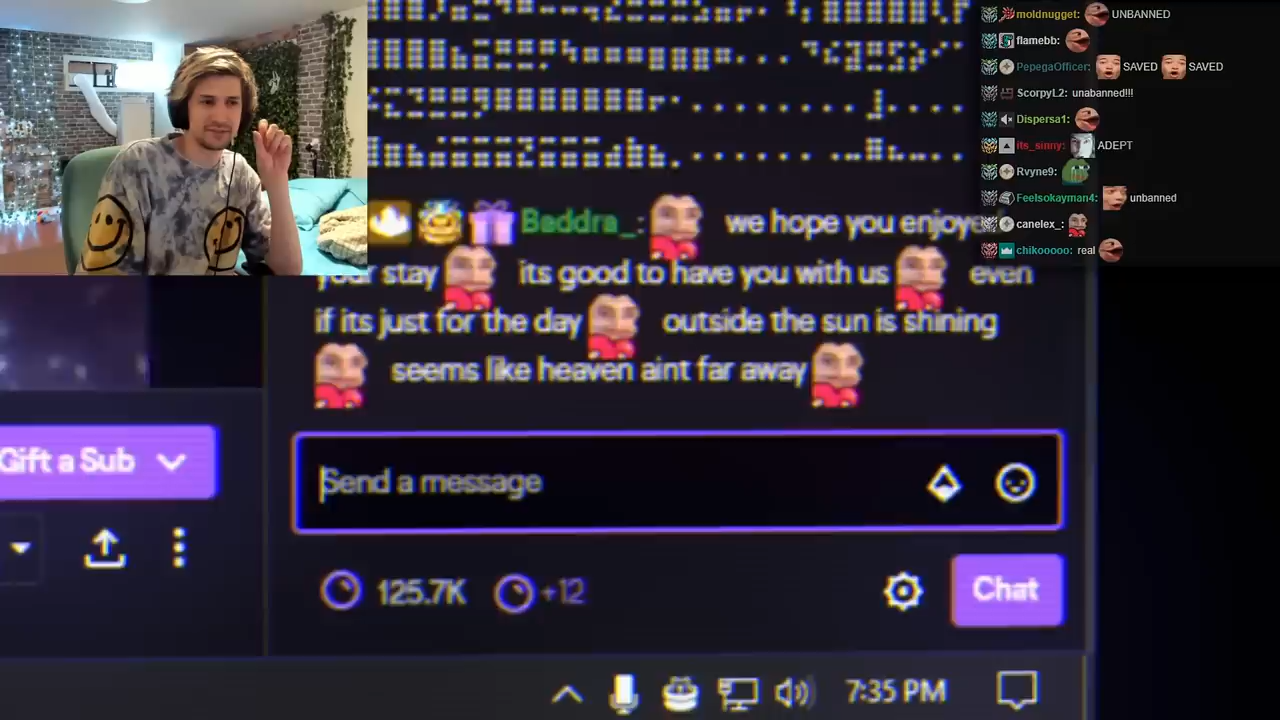 moldnugget: UNBANNED
flamebb:
PepegaOfficer: SAVED SAVED
ScorpyL2: unabanned!!!
Dispersa1:
its_sinny: ADEPT
Rvyne9:
Feelsokayman4: unbanned
canelex_:
chikooooo: real
Beddra_: we hope you enjoye
your stay its good to have you with us even
if its just for the day outside the sun is shining
seems like heaven aint far away
Gift a Sub
Send a message
125.7K +12
Chat
7:35 PM